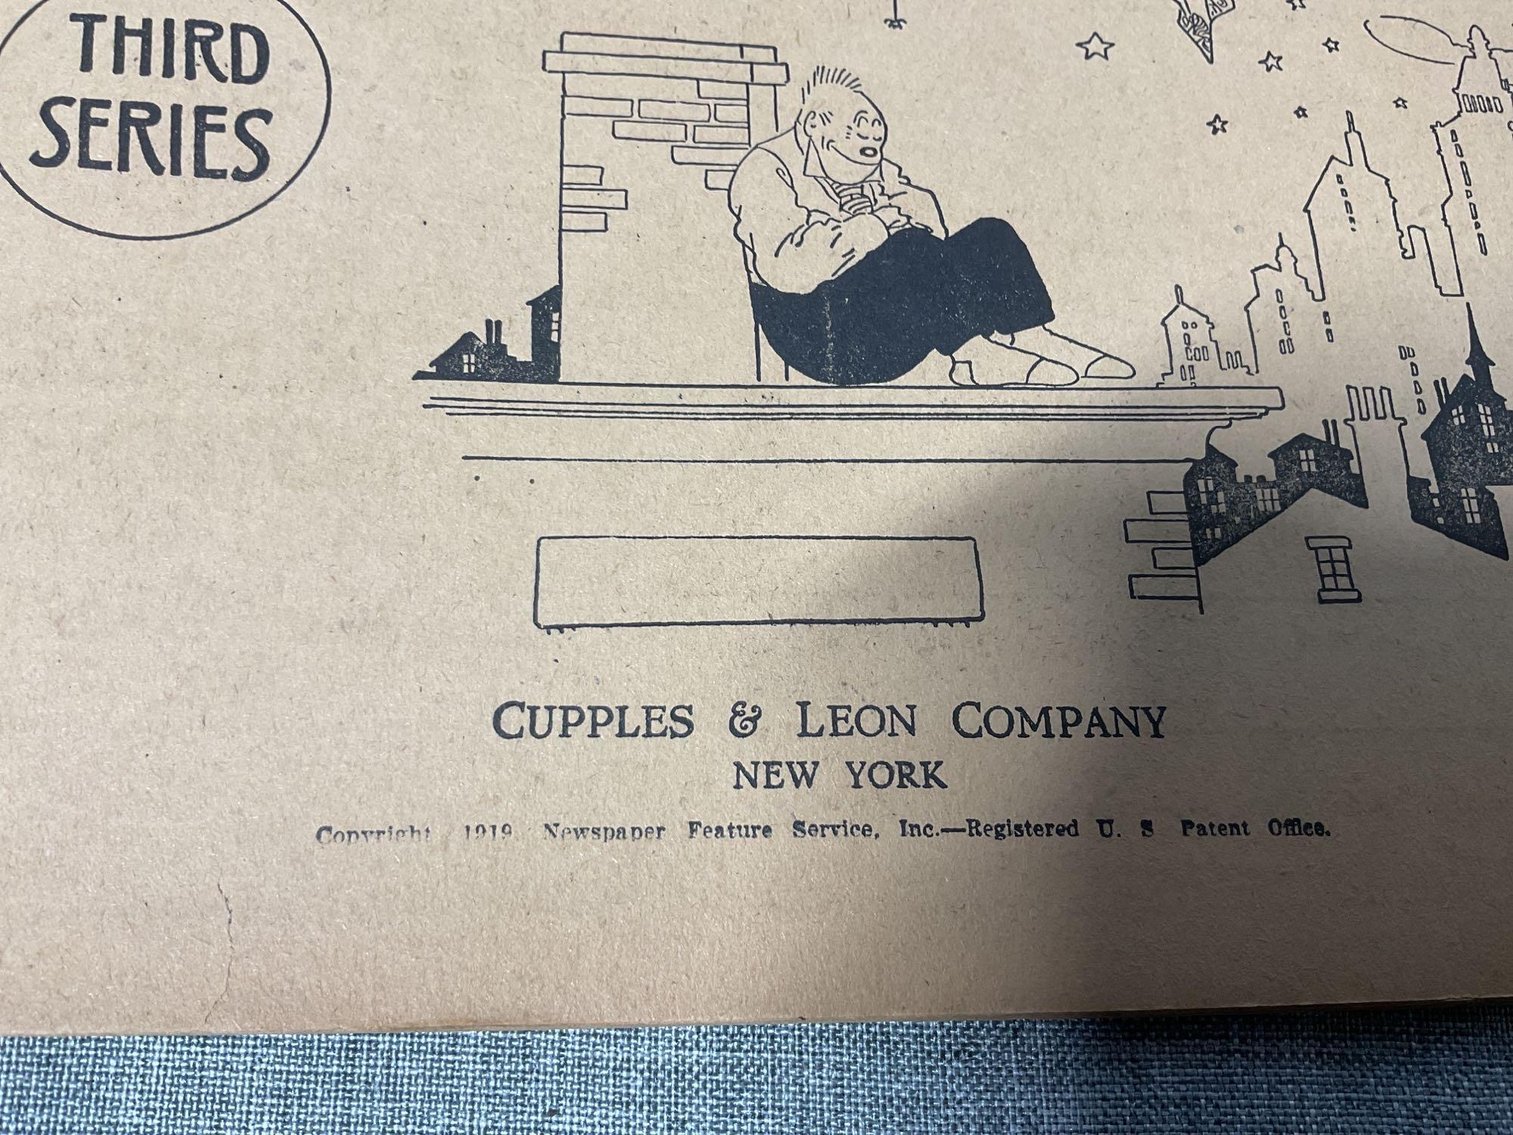 THIRD
SERIES
CUPPLES & LEON COMPANY
NEW YORK
Copyright 1919 Newspaper Feature Service, Inc.—Registered U. S Patent Office.